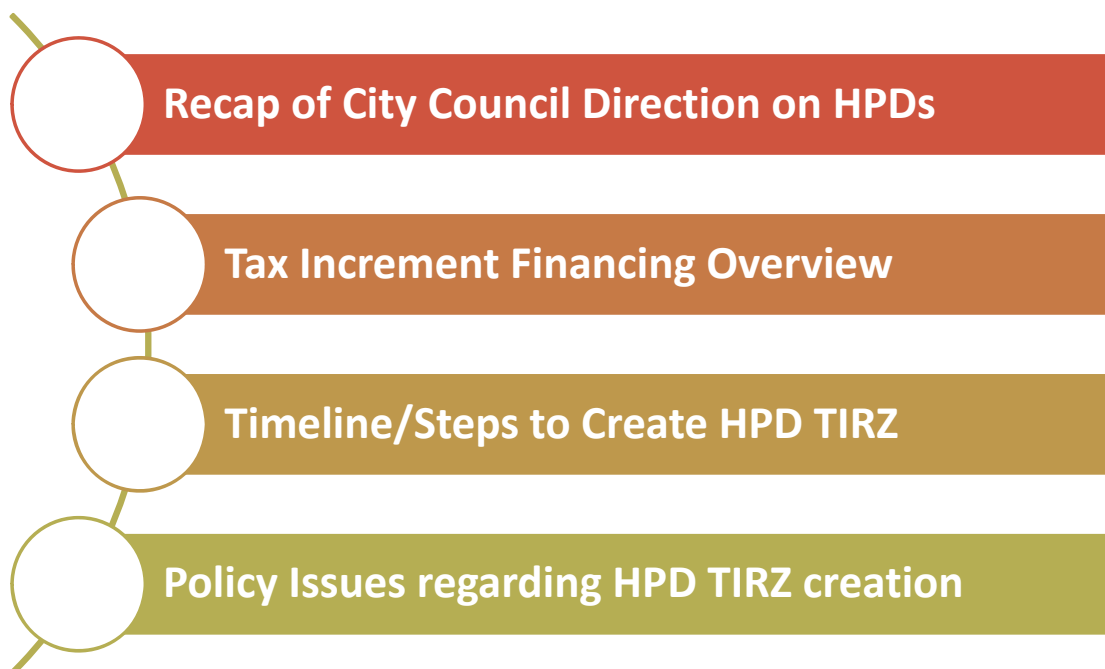 Recap of City Council Direction on HPDs
Tax Increment Financing Overview
Timeline/Steps to Create HPD TIRZ
Policy Issues regarding HPD TIRZ creation